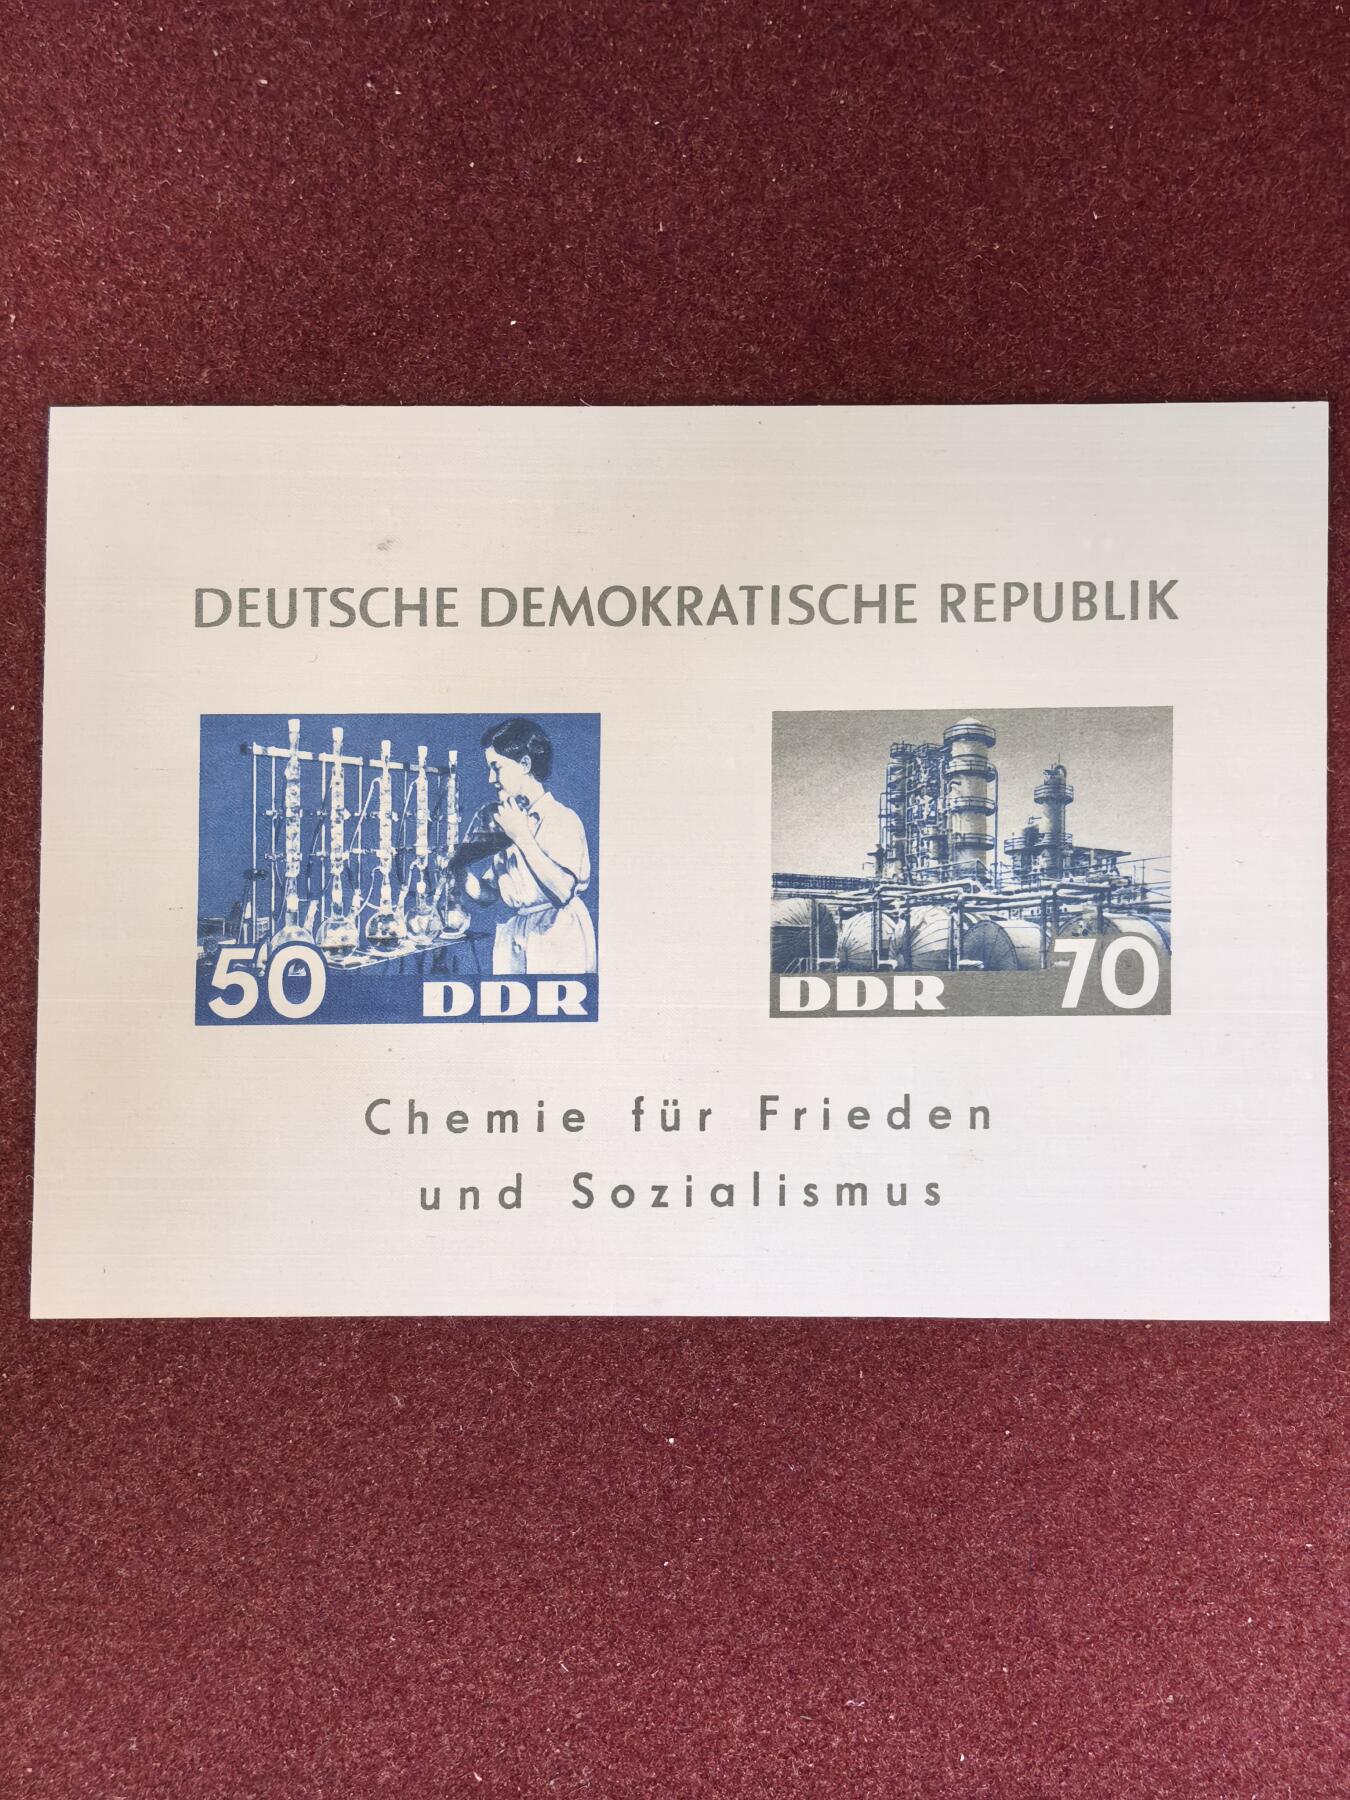 DEUTSCHE DEMOKRATISCHE REPUBLIK
50 DDR
DDR 70
Chemie für Frieden
und Sozialismus